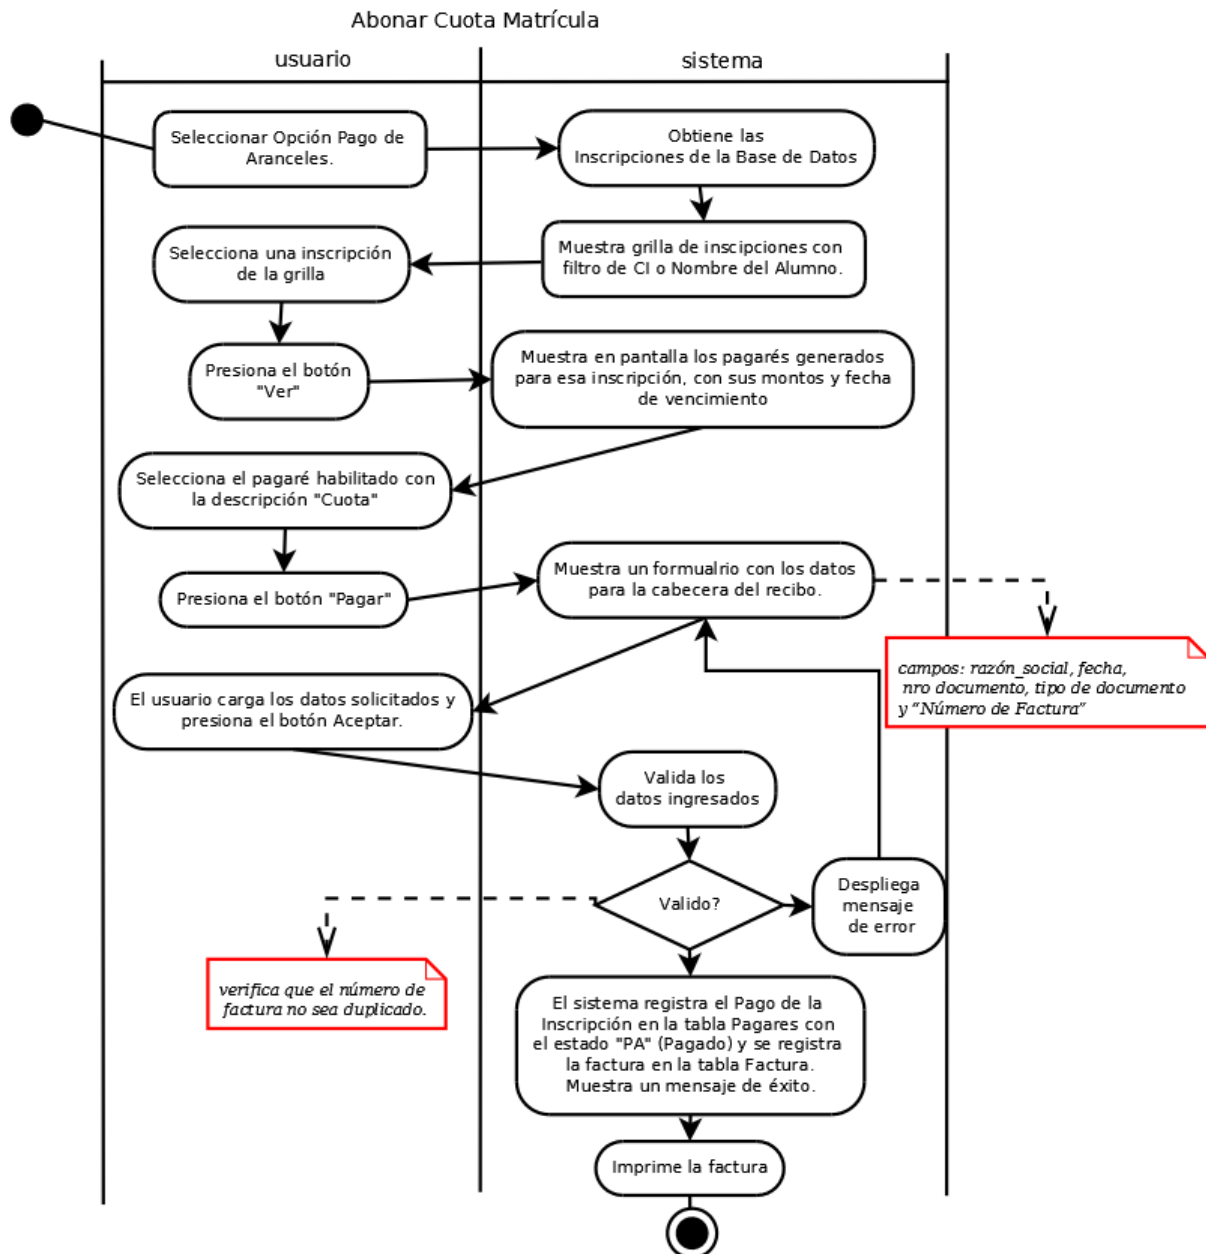 Abonar Cuota Matrícula
usuario
sistema
Seleccionar Opción Pago de
Aranceles.
Obtiene las
Inscripciones de la Base de Datos
Selecciona una inscripción
de la grilla
Muestra grilla de inscipciones con
filtro de CI o Nombre del Alumno.
Presiona el botón
"Ver"
Muestra en pantalla los pagarés generados
para esa inscripción, con sus montos y fecha
de vencimiento
Selecciona el pagaré habilitado con
la descripción "Cuota"
Presiona el botón "Pagar"
Muestra un formualrio con los datos
para la cabecera del recibo.
campos: razón_social, fecha,
nro documento, tipo de documento
y “Número de Factura”
El usuario carga los datos solicitados y
presiona el botón Aceptar.
Valida los
datos ingresados
Valido?
Despliega
mensaje
de error
verifica que el número de
factura no sea duplicado.
El sistema registra el Pago de la
Inscripción en la tabla Pagares con
el estado "PA" (Pagado) y se registra
la factura en la tabla Factura.
Muestra un mensaje de éxito.
Imprime la factura